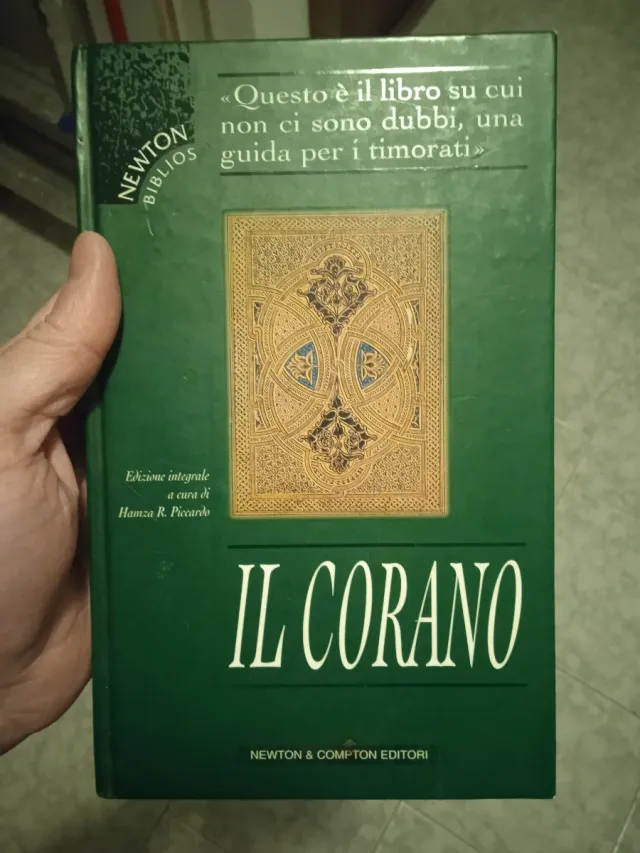 NEWTON
BIBLIOS
«Questo è il libro su cui
non ci sono dubbi, una
guida per i timorati»
Edizione integrale
a cura di
Hamza R. Piccardo
IL CORANO
NEWTON & COMPTON EDITORI